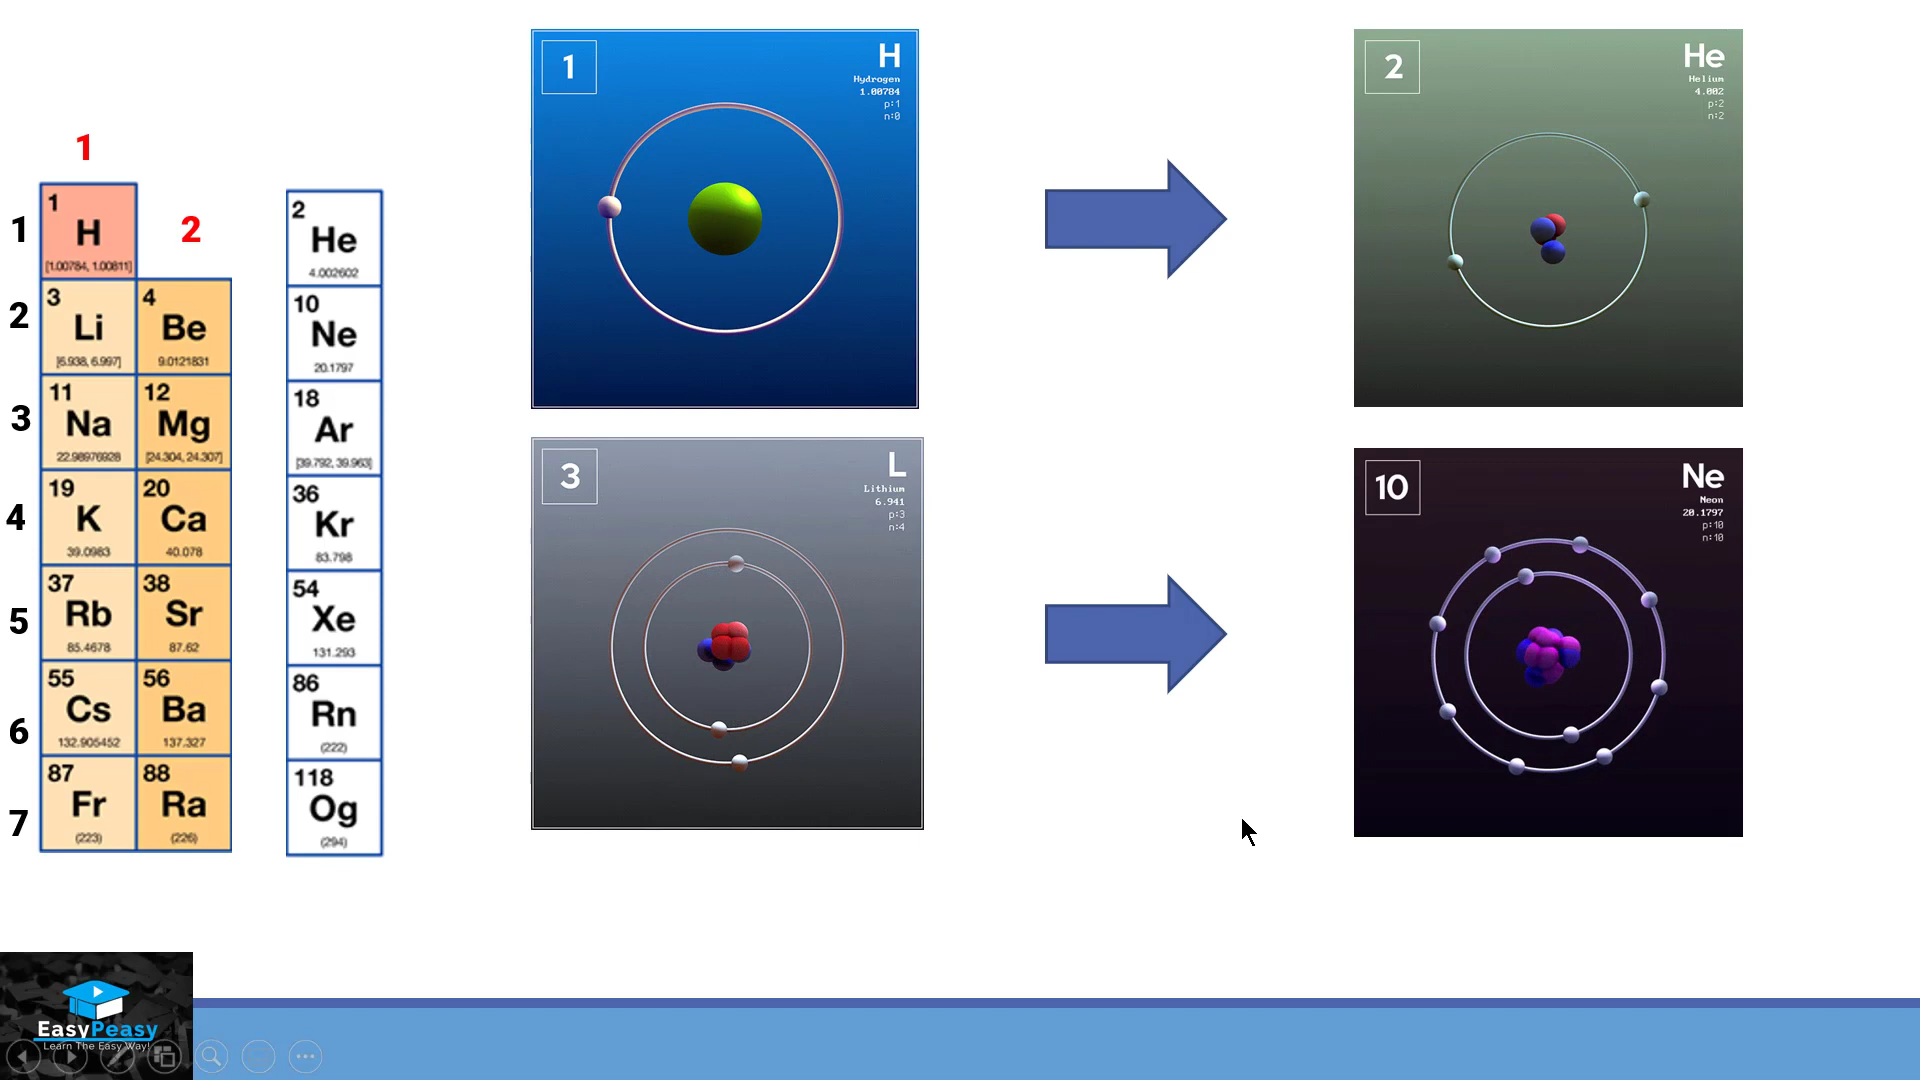 1
2
1
2
3
4
5
6
7
1
H
[1.00784, 1.00811]
3
Li
[6.938, 6.997]
4
Be
9.0121831
11
Na
22.98976928
12
Mg
[24.304, 24.307]
19
K
39.0983
20
Ca
40.078
37
Rb
85.4678
38
Sr
87.62
55
Cs
132.905452
56
Ba
137.327
87
Fr
(223)
88
Ra
(226)
2
He
4.002602
10
Ne
20.1797
18
Ar
[39.792, 39.963]
36
Kr
83.798
54
Xe
131.293
86
Rn
(222)
118
Og
(294)
1
H
Hydrogen
1.00784
p:1
n:0
2
He
Helium
4.002
p:2
n:2
3
L
Lithium
6.941
p:3
n:4
10
Ne
Neon
20.1797
p:10
n:10
EasyPeasy
Learn The Easy Way!